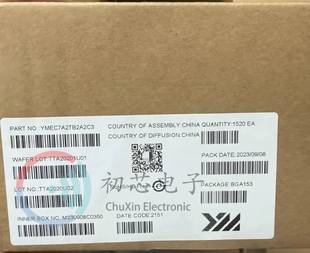 PART NO.:YMEC7A2TB2A2C3
COUNTRY OF ASSEMBLY:CHINA QUANTITY:1520 EA
COUNTRY OF DIFFUSION:CHINA
WAFER LOT:TTA20201U01
PACK DATE:2023/09/08
LOT NO.:TTA2020U02
PACKAGE:BGA153
初芯电子
ChuXin Electronic
INNER BOX NO.:M230908C0350
DATE CODE:2151